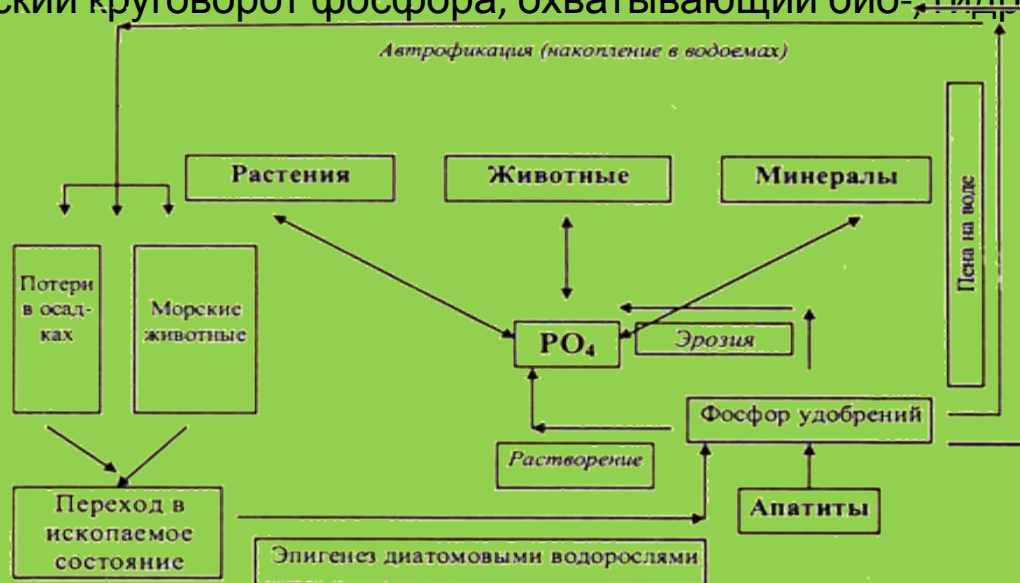 ский круговорот фосфора, охватывающий био-, гидр
Автрофикация (накопление в водоемах)
Растения
Животные
Минералы
Пена на воде
Потери
в осад-
ках
Морские
животные
PO₄
Эрозия
Фосфор удобрений
Растворение
Апатиты
Переход в
ископаемое
состояние
Эпигенез диатомовыми водорослями